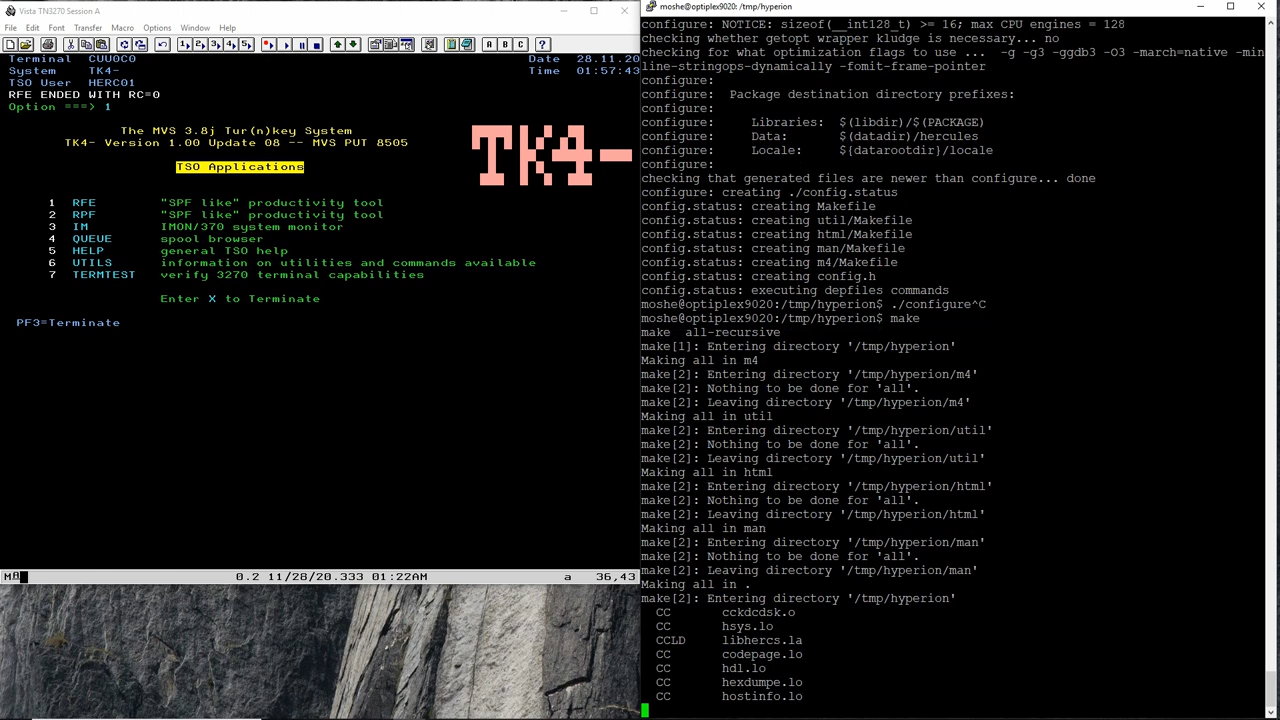 Vista TN3270 Session A
File Edit Font Transfer Macro Options Window Help
Terminal CUU0C0 Date 28.11.20
System TK4- Time 01:57:43
TSO User HERC01
RFE ENDED WITH RC=0
Option ===> 1
The MVS 3.8j Tur(n)key System
TK4- Version 1.00 Update 08 -- MVS PUT 8505
TK4-
TSO Applications
1 RFE "SPF like" productivity tool
2 RPF "SPF like" productivity tool
3 IM IMON/370 system monitor
4 QUEUE spool browser
5 HELP general TSO help
6 UTILS information on utilities and commands available
7 TERMTEST verify 3270 terminal capabilities
Enter X to Terminate
PF3=Terminate
0.2 11/28/20.333 01:22AM a 36,43
moshe@optiplex9020: /tmp/hyperion
configure: NOTICE: sizeof(__int128_t) >= 16; max CPU engines = 128
checking whether getopt wrapper kludge is necessary... no
checking for what optimization flags to use ... -g -g3 -ggdb3 -O3 -march=native -min
line-stringops-dynamically -fomit-frame-pointer
configure:
configure: Package destination directory prefixes:
configure:
configure: Libraries: $(libdir)/$(PACKAGE)
configure: Data: $(datadir)/hercules
configure: Locale: ${datarootdir}/locale
configure:
checking that generated files are newer than configure... done
configure: creating ./config.status
config.status: creating Makefile
config.status: creating util/Makefile
config.status: creating html/Makefile
config.status: creating man/Makefile
config.status: creating m4/Makefile
config.status: creating config.h
config.status: executing depfiles commands
moshe@optiplex9020:/tmp/hyperion$ ./configure^C
moshe@optiplex9020:/tmp/hyperion$ make
make all-recursive
make[1]: Entering directory '/tmp/hyperion'
Making all in m4
make[2]: Entering directory '/tmp/hyperion/m4'
make[2]: Nothing to be done for 'all'.
make[2]: Leaving directory '/tmp/hyperion/m4'
Making all in util
make[2]: Entering directory '/tmp/hyperion/util'
make[2]: Nothing to be done for 'all'.
make[2]: Leaving directory '/tmp/hyperion/util'
Making all in html
make[2]: Entering directory '/tmp/hyperion/html'
make[2]: Nothing to be done for 'all'.
make[2]: Leaving directory '/tmp/hyperion/html'
Making all in man
make[2]: Entering directory '/tmp/hyperion/man'
make[2]: Nothing to be done for 'all'.
make[2]: Leaving directory '/tmp/hyperion/man'
Making all in .
make[2]: Entering directory '/tmp/hyperion'
CC cckdcdsk.o
CC hsys.lo
CCLD libhercs.la
CC codepage.lo
CC hdl.lo
CC hexdumpe.lo
CC hostinfo.lo